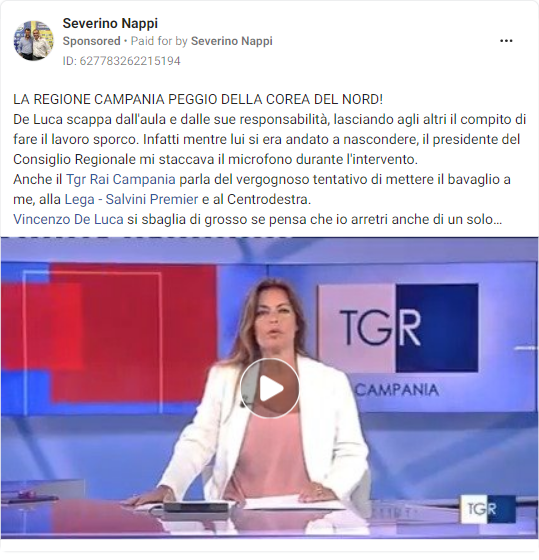 Severino Nappi
Sponsored • Paid for by Severino Nappi
ID: 627783262215194
LA REGIONE CAMPANIA PEGGIO DELLA COREA DEL NORD!
De Luca scappa dall'aula e dalle sue responsabilità, lasciando agli altri il compito di
fare il lavoro sporco. Infatti mentre lui si era andato a nascondere, il presidente del
Consiglio Regionale mi staccava il microfono durante l'intervento.
Anche il Tgr Rai Campania parla del vergognoso tentativo di mettere il bavaglio a
me, alla Lega - Salvini Premier e al Centrodestra.
Vincenzo De Luca si sbaglia di grosso se pensa che io arretri anche di un solo...
TGR
CAMPANIA
TGR